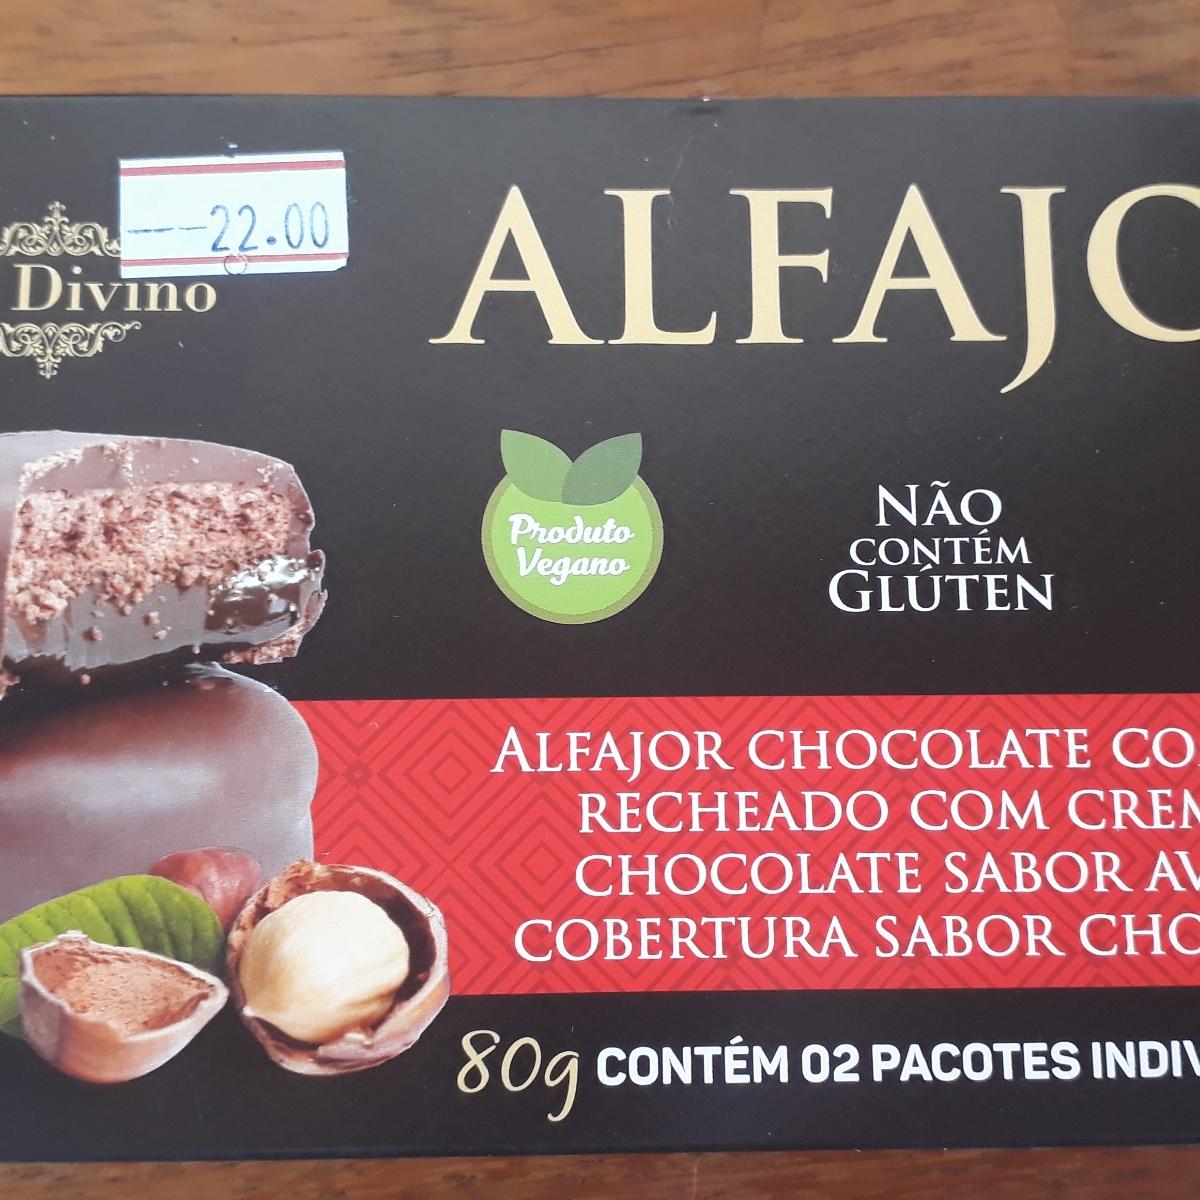 ---22.00
Divino
ALFAJO
Produto
Vegano
NÃO
CONTÉM
GLÚTEN
ALFAJOR CHOCOLATE CO
RECHEADO COM CREM
CHOCOLATE SABOR AV
COBERTURA SABOR CHO
80g CONTÉM 02 PACOTES INDIV